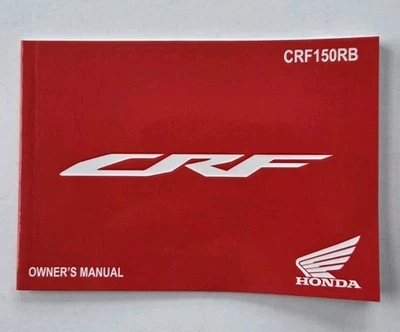 CRF150RB
CRF
OWNER'S MANUAL
HONDA